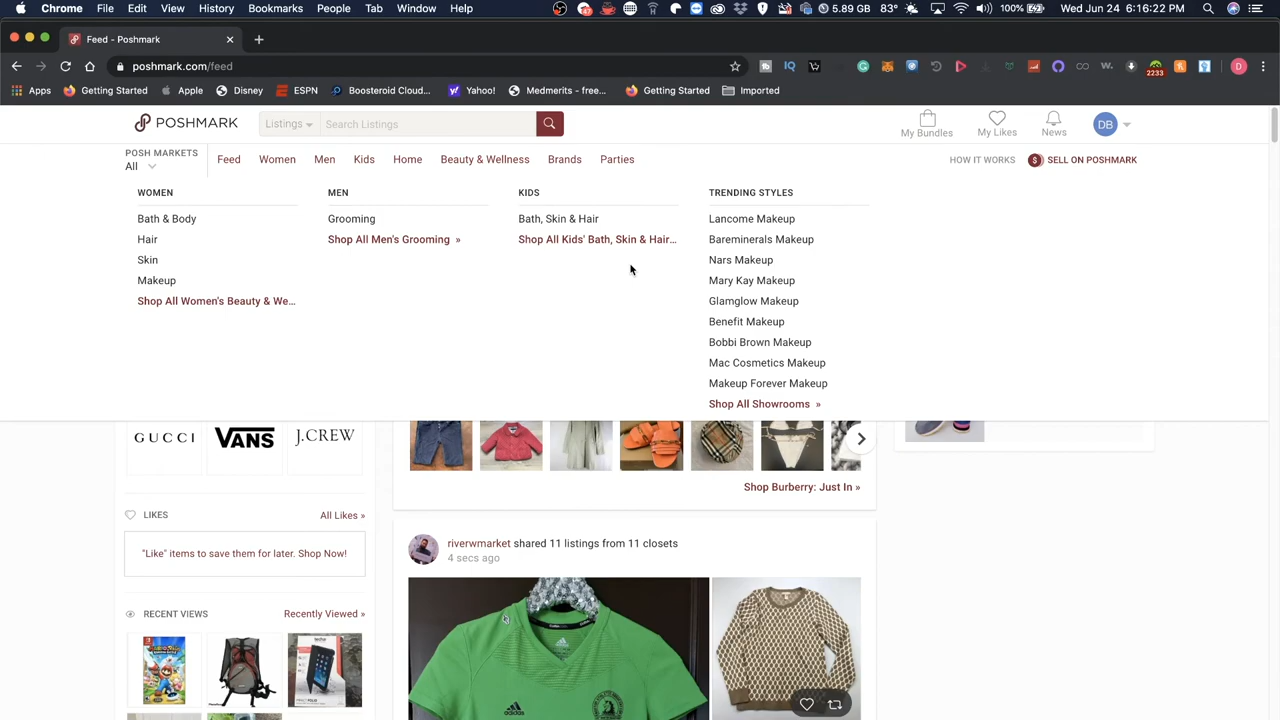 Chrome File Edit View History Bookmarks People Tab Window Help 5.89 GB 83° 100% Wed Jun 24 6:16:22 PM
Feed - Poshmark
poshmark.com/feed
2233
D
Apps Getting Started Apple Disney ESPN Boosteroid Cloud... Yahoo! Medmerits - free... Getting Started Imported
POSHMARK
Listings Search Listings
My Bundles My Likes News DB
POSH MARKETS
All
Feed Women Men Kids Home Beauty & Wellness Brands Parties
HOW IT WORKS $ SELL ON POSHMARK
WOMEN
Bath & Body
Hair
Skin
Makeup
Shop All Women's Beauty & We...
MEN
Grooming
Shop All Men's Grooming »
KIDS
Bath, Skin & Hair
Shop All Kids' Bath, Skin & Hair...
TRENDING STYLES
Lancome Makeup
Bareminerals Makeup
Nars Makeup
Mary Kay Makeup
Glamglow Makeup
Benefit Makeup
Bobbi Brown Makeup
Mac Cosmetics Makeup
Makeup Forever Makeup
Shop All Showrooms »
GUCCI VANS J.CREW
LIKES All Likes »
"Like" items to save them for later. Shop Now!
RECENT VIEWS Recently Viewed »
Shop Burberry: Just In »
riverwmarket shared 11 listings from 11 closets
4 secs ago
adidas